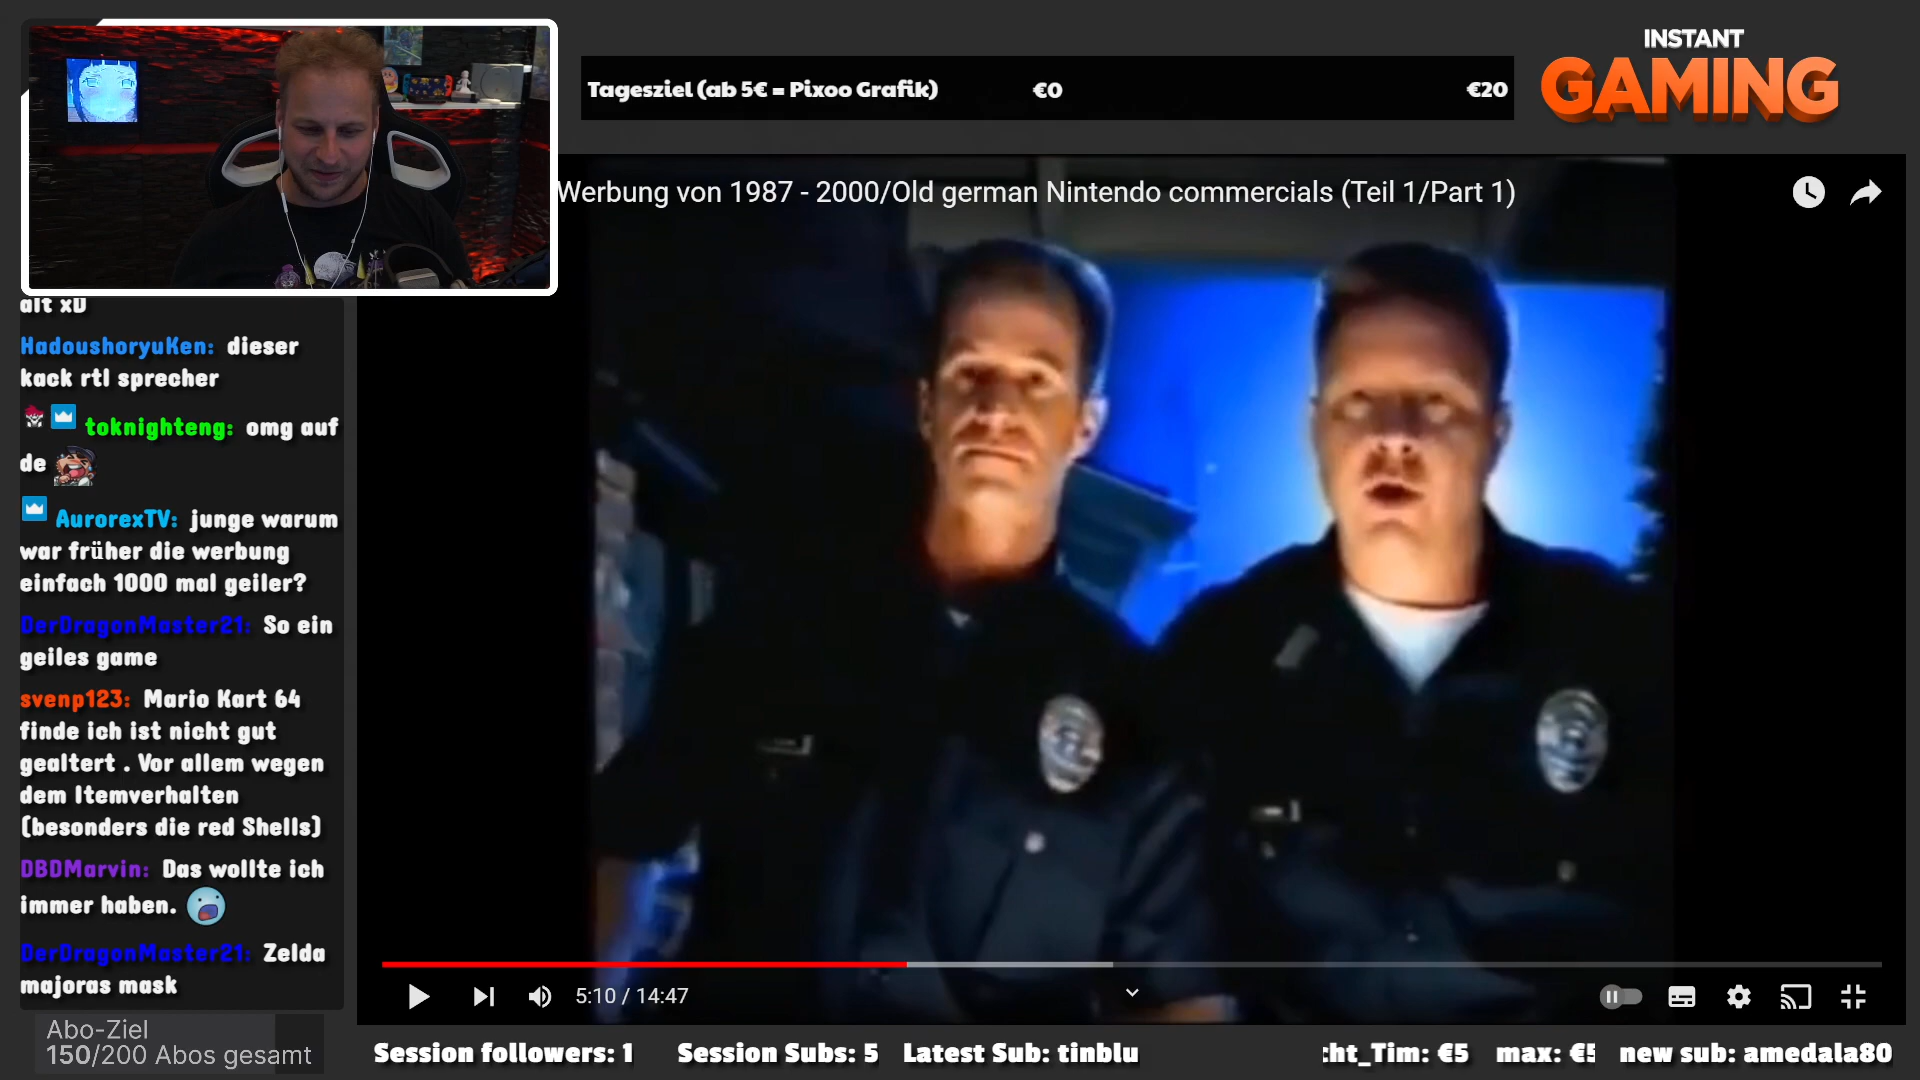 Tagesziel (ab 5€ = Pixoo Grafik) €0 €20
INSTANT
GAMING
Werbung von 1987 - 2000/Old german Nintendo commercials (Teil 1/Part 1)
alt xD
HadoushoryuKen: dieser
kack rtl sprecher
toknighteng: omg auf
de
AurorexTV: junge warum
war früher die werbung
einfach 1000 mal geiler?
DerDragonMaster21: So ein
geiles game
svenp123: Mario Kart 64
finde ich ist nicht gut
gealtert . Vor allem wegen
dem Itemverhalten
(besonders die red Shells)
DBDMarvin: Das wollte ich
immer haben.
DerDragonMaster21: Zelda
majoras mask
5:10 / 14:47
Abo-Ziel
150/200 Abos gesamt
Session followers: 1 Session Subs: 5 Latest Sub: tinblu cht_Tim: €5 max: €5 new sub: amedala80